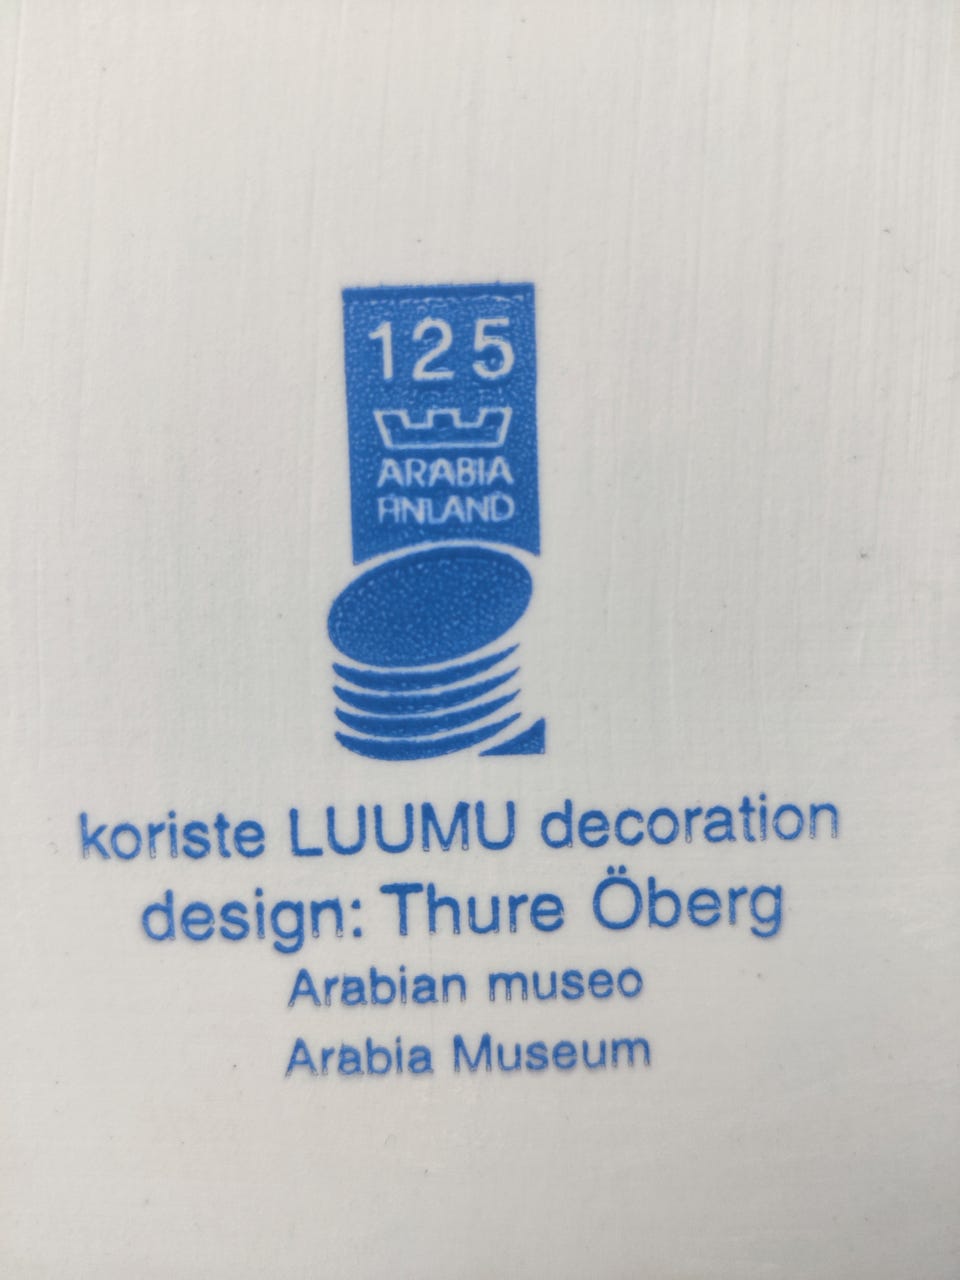 125
ARABIA
FINLAND
koriste LUUMU decoration
design: Thure Öberg
Arabian museo
Arabia Museum